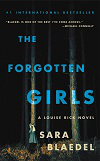 #1 INTERNATIONAL BESTSELLER
THE
FORGOTTEN
GIRLS
A LOUISE RICK NOVEL
SARA
BLAEDEL